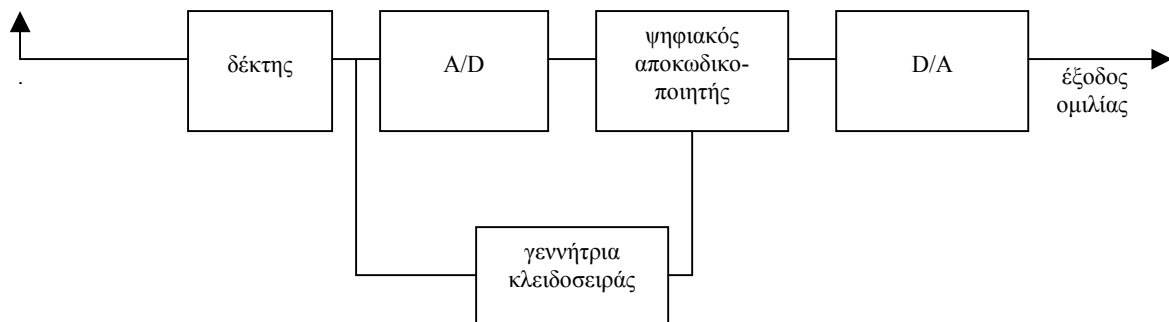 δέκτης
A/D
ψηφιακός
αποκωδικο-
ποιητής
D/A
έξοδος
ομιλίας
γεννήτρια
κλειδοσειράς